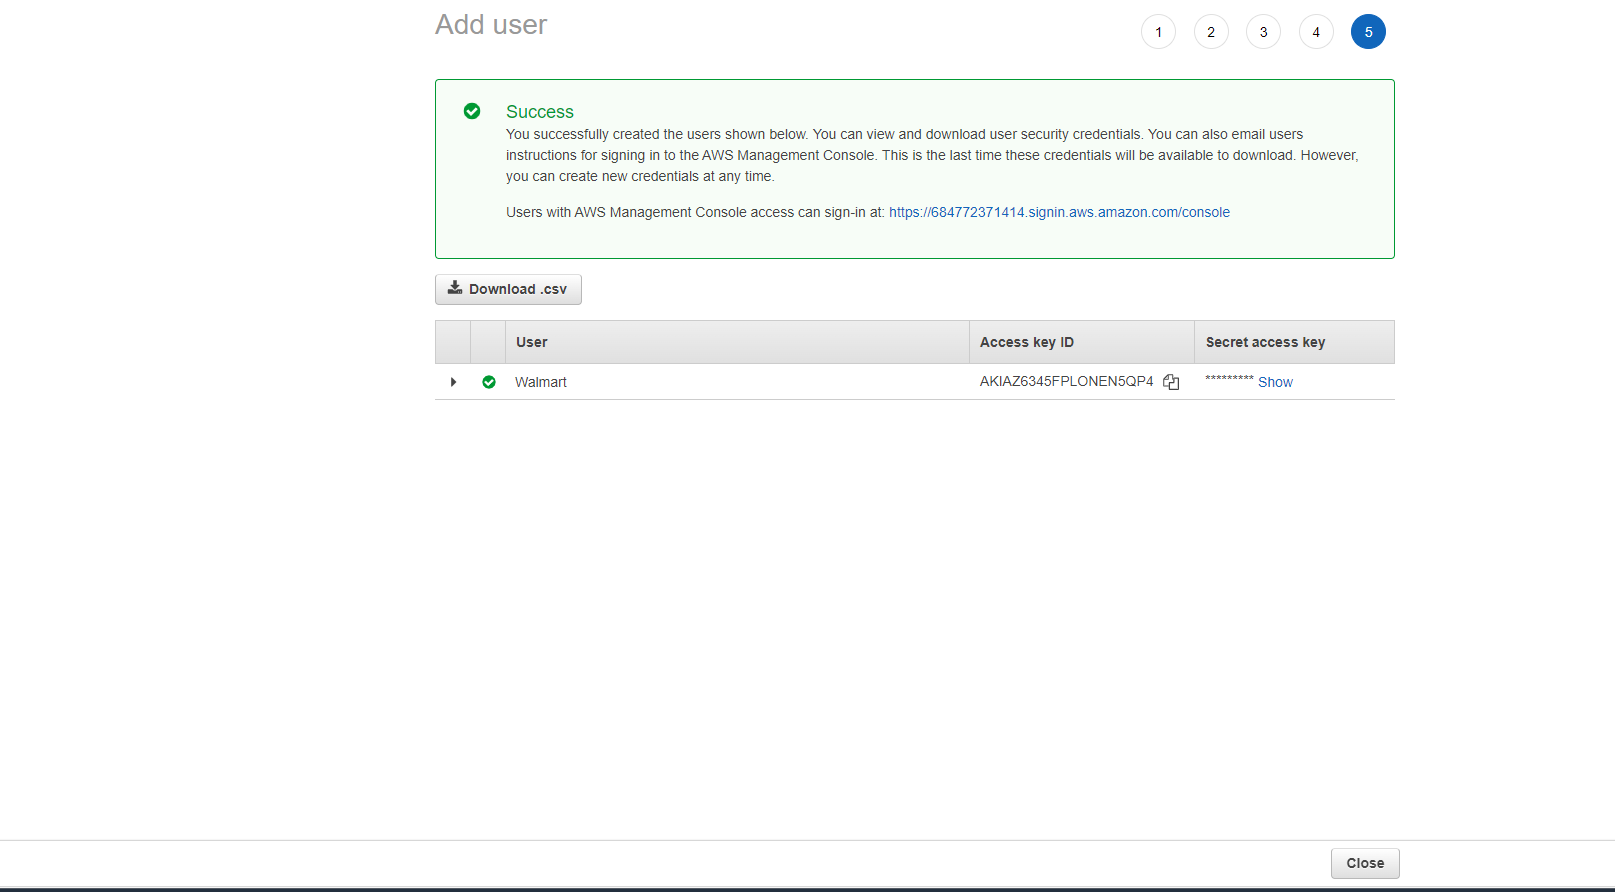 Add user
1 2 3 4 5
Success
You successfully created the users shown below. You can view and download user security credentials. You can also email users
instructions for signing in to the AWS Management Console. This is the last time these credentials will be available to download. However,
you can create new credentials at any time.
Users with AWS Management Console access can sign-in at: https://684772371414.signin.aws.amazon.com/console
Download .csv
User Access key ID Secret access key
Walmart AKIAZ6345FPLONEN5QP4 ********* Show
Close